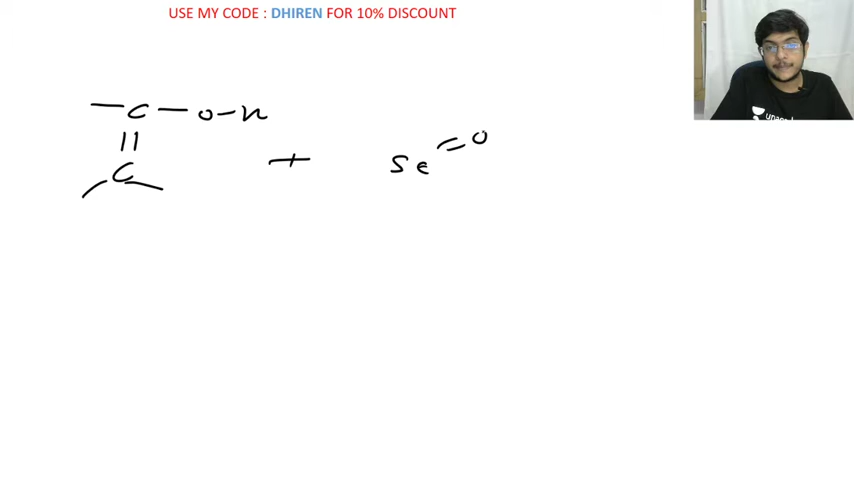 USE MY CODE : DHIREN FOR 10% DISCOUNT
— C — O – H
||
C
+
Se = O